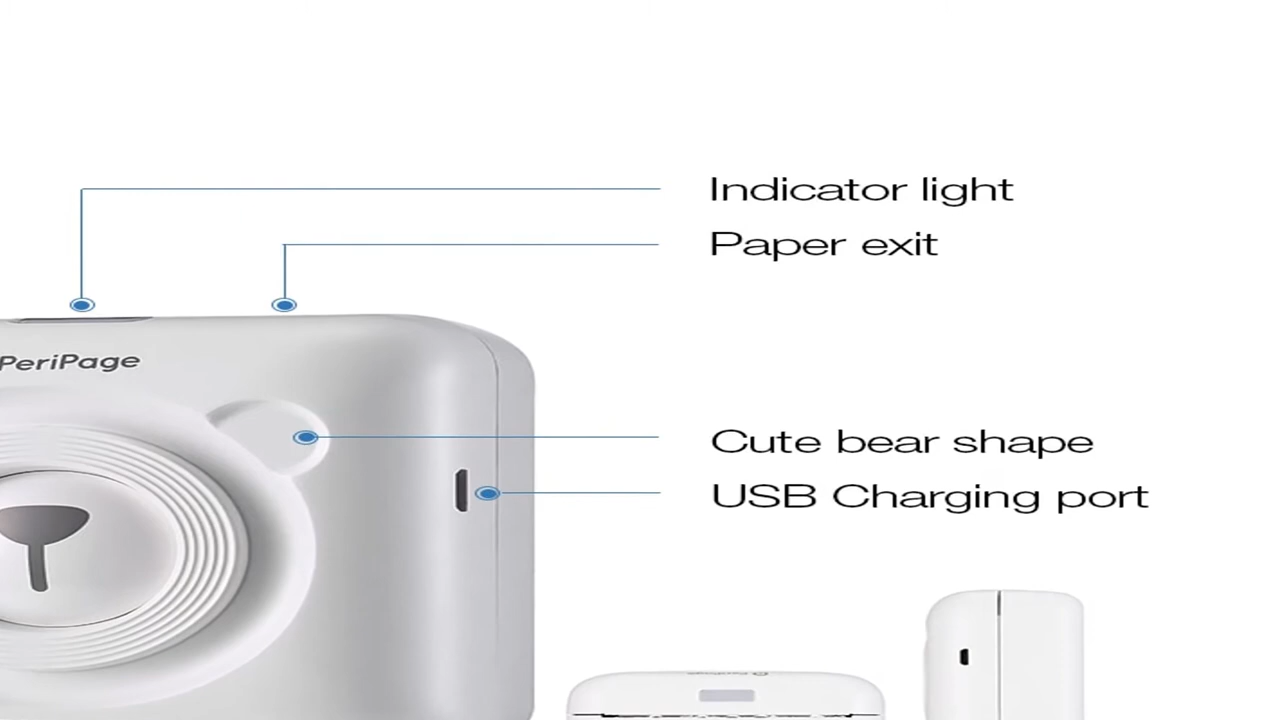 Indicator light
Paper exit
PeriPage
Cute bear shape
USB Charging port